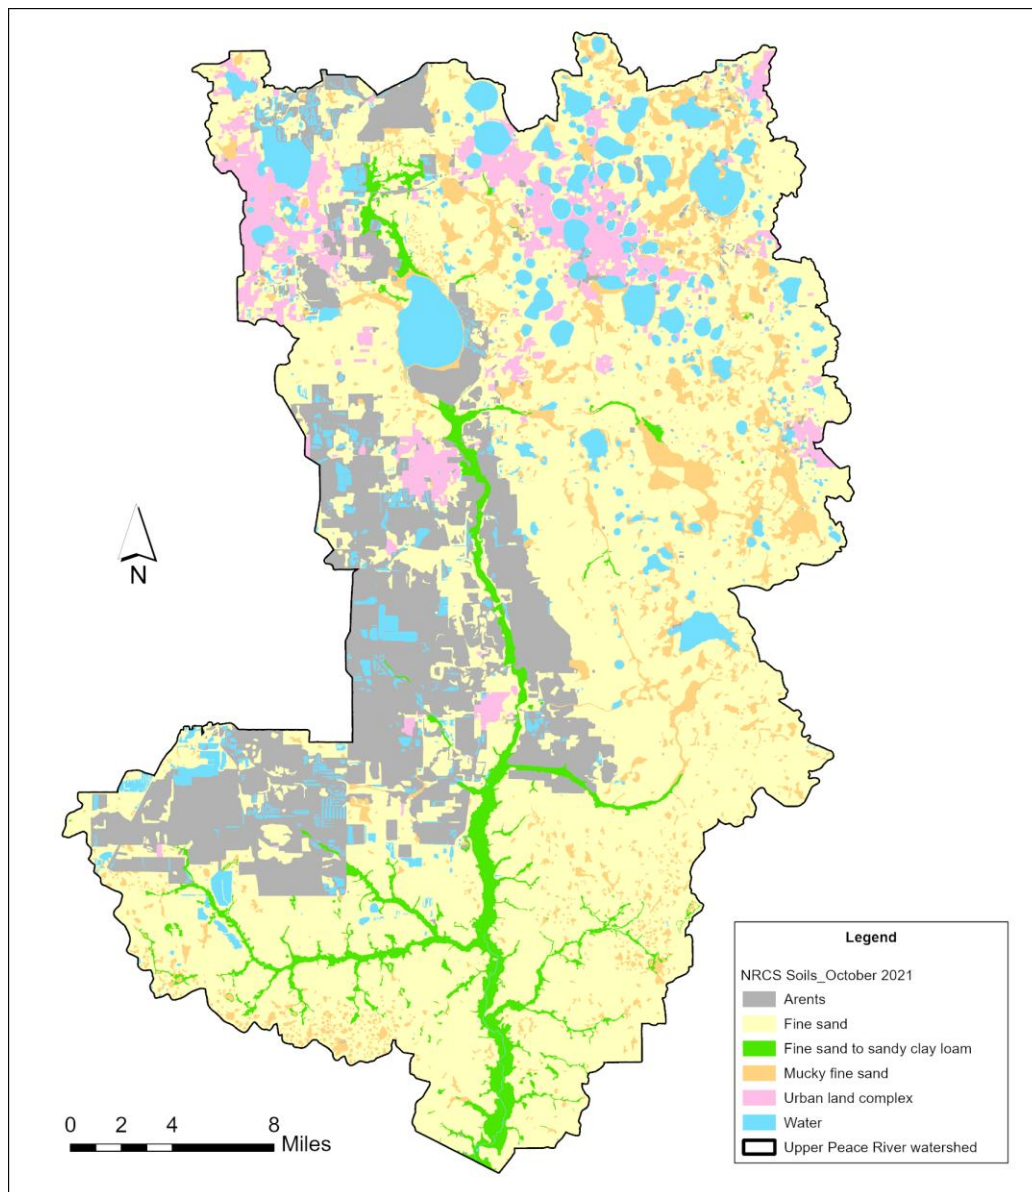 N
Legend
NRCS Soils_October 2021
Arents
Fine sand
Fine sand to sandy clay loam
Mucky fine sand
Urban land complex
Water
Upper Peace River watershed
0 2 4 8
Miles